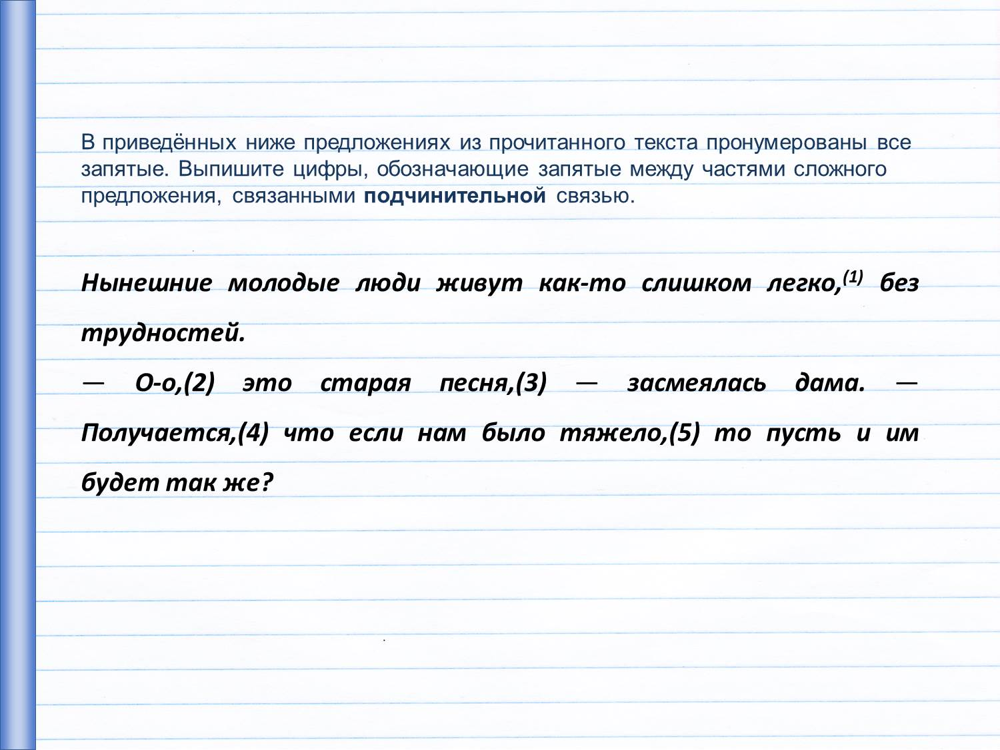 В приведённых ниже предложениях из прочитанного текста пронумерованы все
запятые. Выпишите цифры, обозначающие запятые между частями сложного
предложения, связанными подчинительной связью.
Нынешние молодые люди живут как-то слишком легко,(1) без
трудностей.
— О-о,(2) это старая песня,(3) — засмеялась дама. —
Получается,(4) что если нам было тяжело,(5) то пусть и им
будет так же?